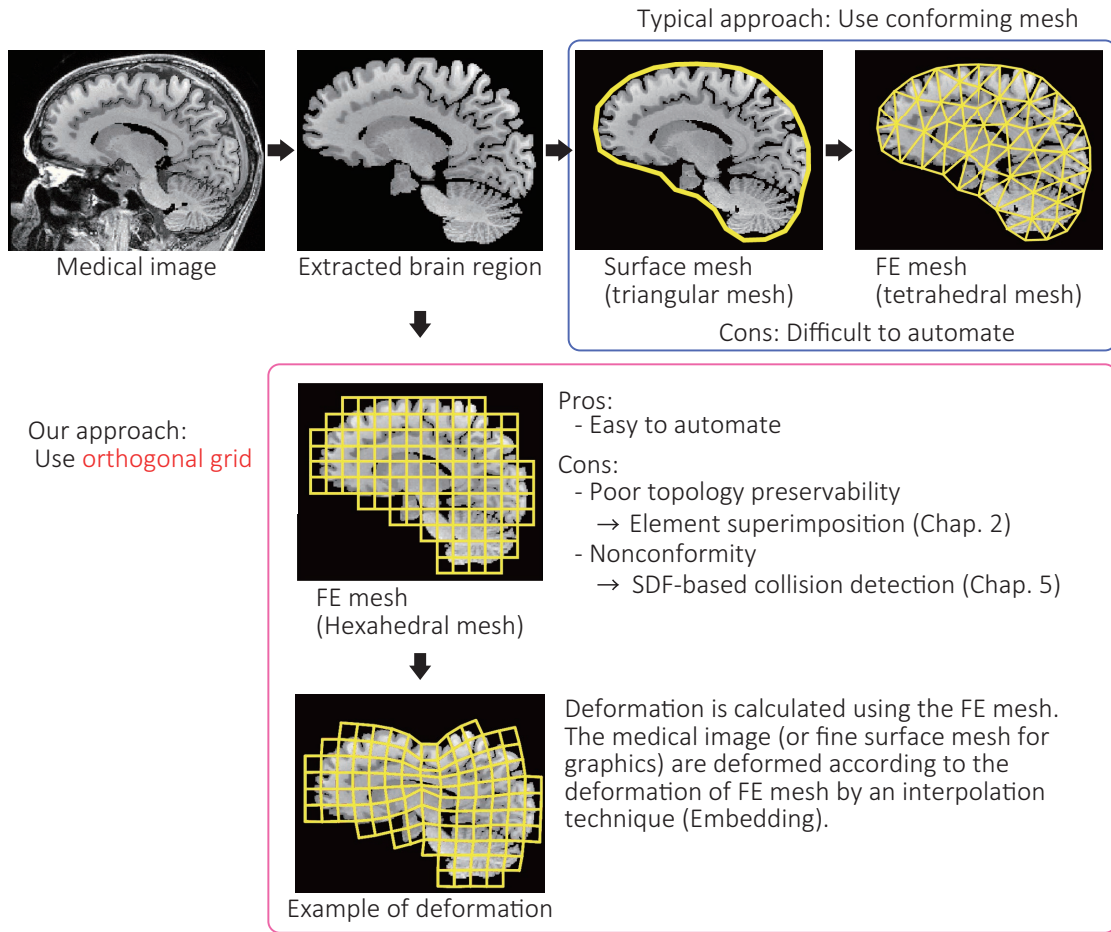 Typical approach: Use conforming mesh
Medical image
Extracted brain region
Surface mesh
(triangular mesh)
FE mesh
(tetrahedral mesh)
Cons: Difficult to automate
Our approach:
Use orthogonal grid
FE mesh
(Hexahedral mesh)
Pros:
- Easy to automate
Cons:
- Poor topology preservability
→ Element superimposition (Chap. 2)
- Nonconformity
→ SDF-based collision detection (Chap. 5)
Example of deformation
Deformation is calculated using the FE mesh.
The medical image (or fine surface mesh for
graphics) are deformed according to the
deformation of FE mesh by an interpolation
technique (Embedding).